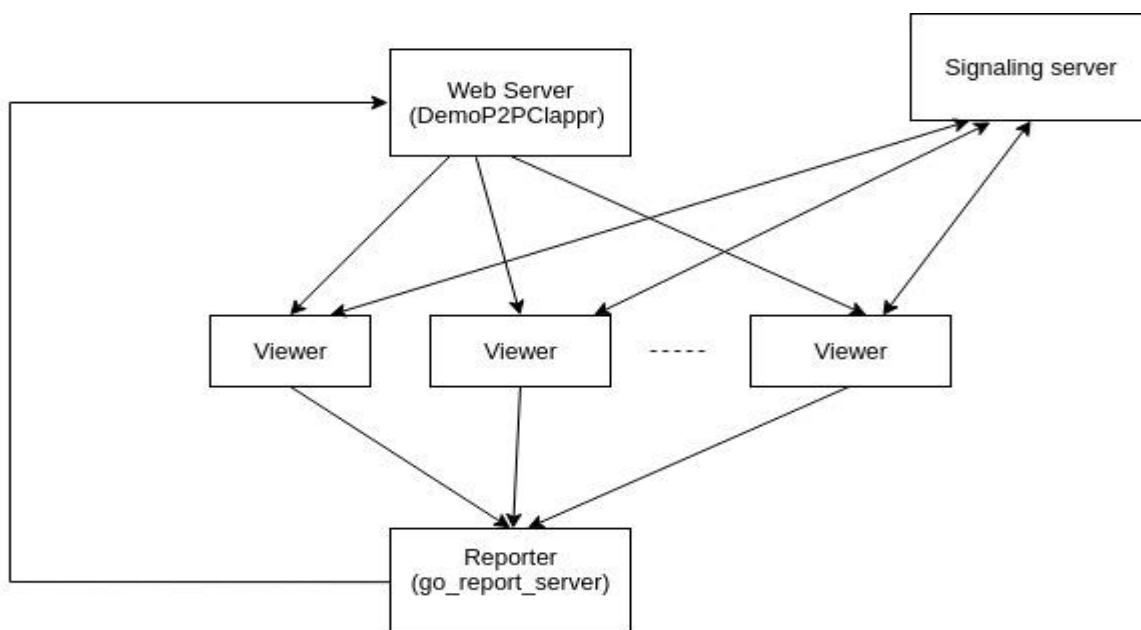 Signaling server
Web Server
(DemoP2PClappr)
Viewer
Viewer
Viewer
Reporter
(go_report_server)